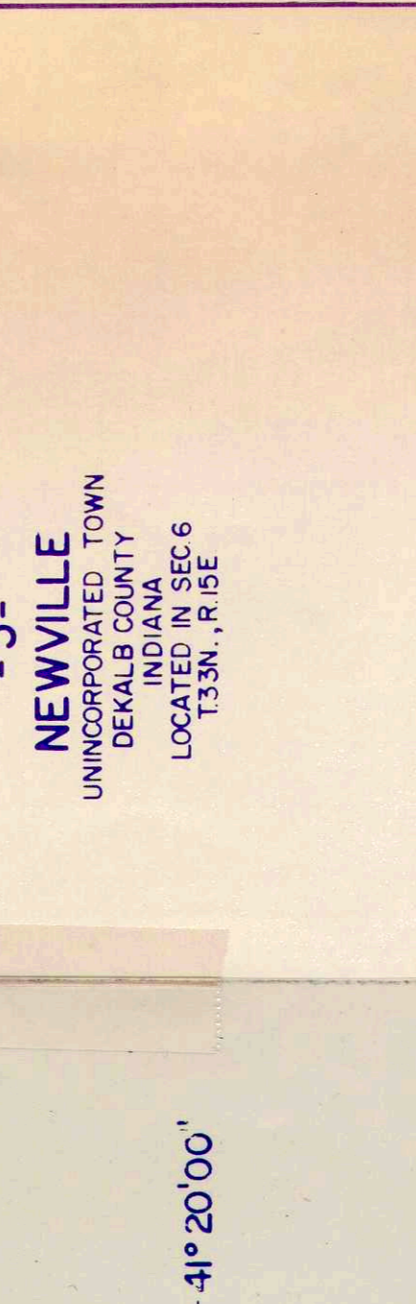 NEWVILLE
UNINCORPORATED TOWN
DEKALB COUNTY
INDIANA
LOCATED IN SEC. 6
T.33N., R.15E
41° 20' 00"